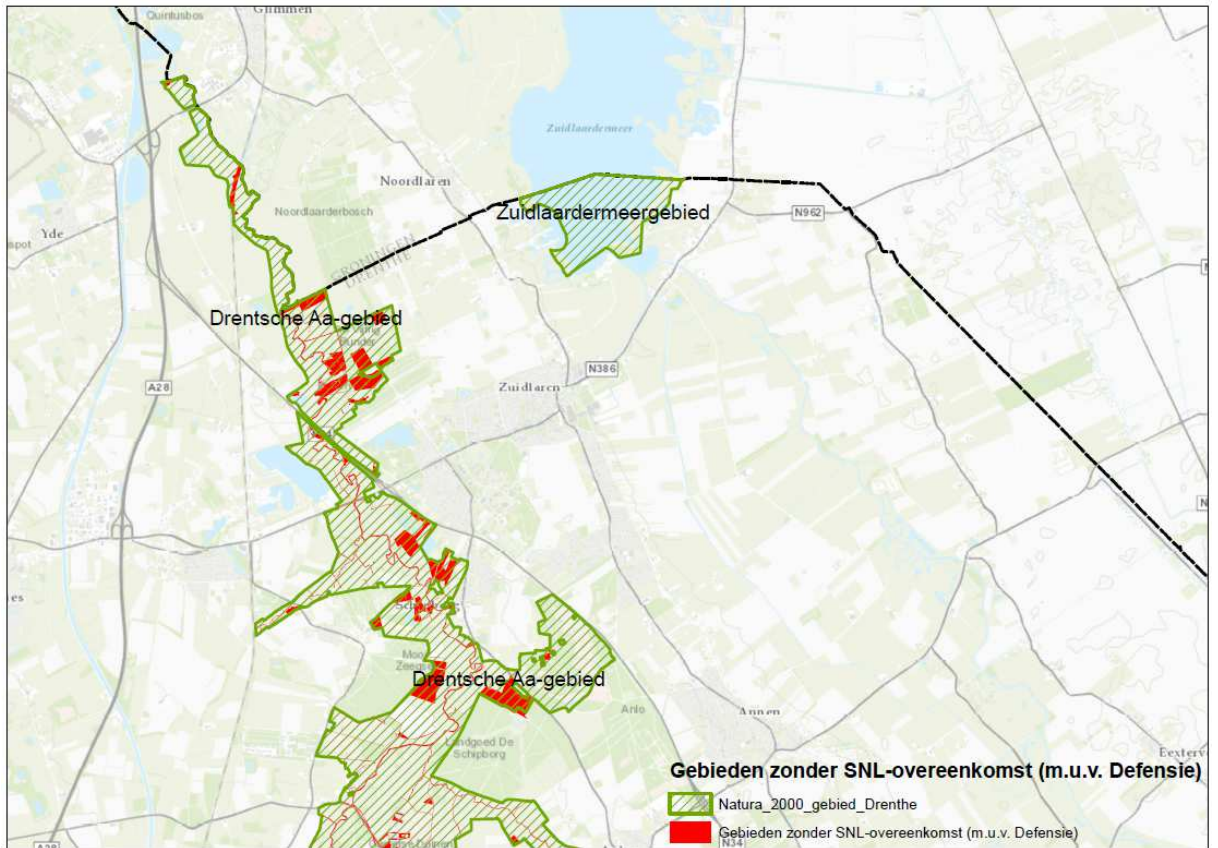 Quintusbos
Glimmen
Zuidlaardermeer
Noordlaren
Zuidlaardermeergebied
N962
Noordlaarderbosch
Yde
GRONINGEN
DRENTHE
Drentsche Aa-gebied
N386
A28
Zuidlaren
Drentsche Aa-gebied
Anlo
Annen
Landgoed De
Schipborg
Gebieden zonder SNL-overeenkomst (m.u.v. Defensie)
Natura_2000_gebied_Drenthe
Gebieden zonder SNL-overeenkomst (m.u.v. Defensie)
N34
A28